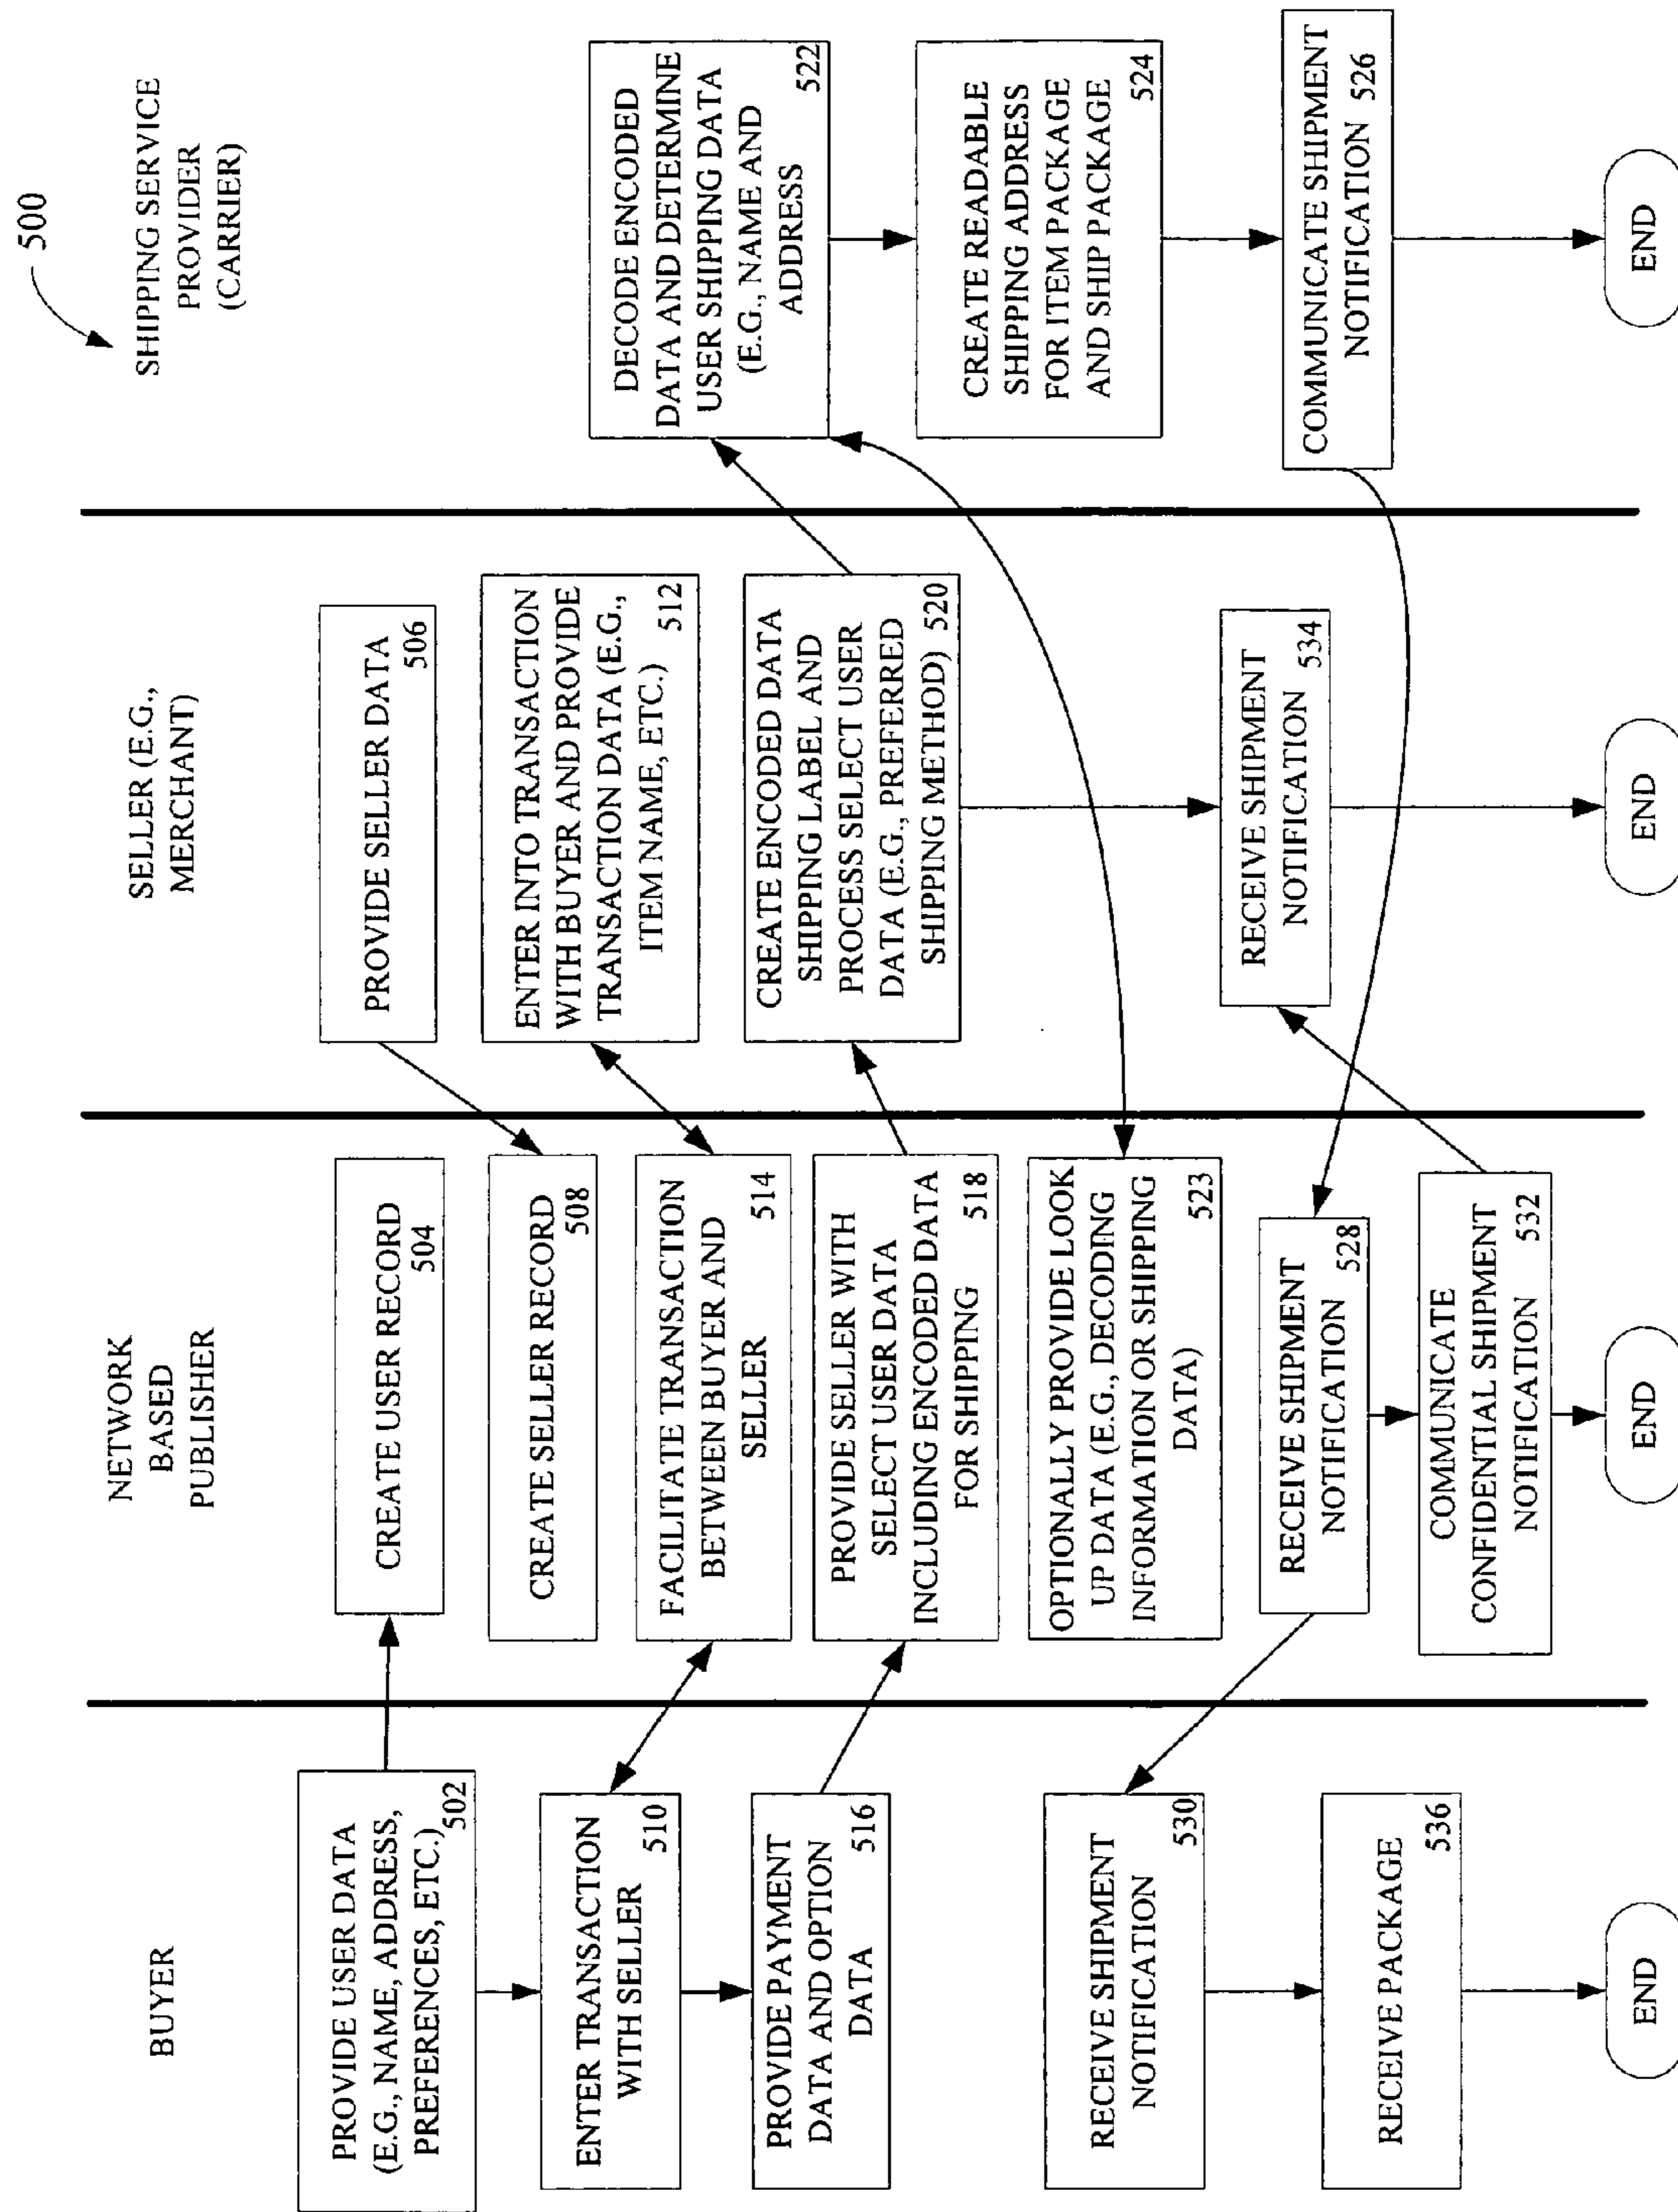 500
BUYER
PROVIDE USER DATA
(E.G., NAME, ADDRESS,
PREFERENCES, ETC.)
502
ENTER TRANSACTION
WITH SELLER
510
PROVIDE PAYMENT
DATA AND OPTION
DATA
516
RECEIVE SHIPMENT
NOTIFICATION
530
RECEIVE PACKAGE
536
END
NETWORK
BASED
PUBLISHER
CREATE USER RECORD
504
CREATE SELLER RECORD
508
FACILITATE TRANSACTION
BETWEEN BUYER AND
SELLER
514
PROVIDE SELLER WITH
SELECT USER DATA
INCLUDING ENCODED DATA
FOR SHIPPING
518
OPTIONALLY PROVIDE LOOK
UP DATA (E.G., DECODING
INFORMATION OR SHIPPING
DATA)
523
RECEIVE SHIPMENT
NOTIFICATION
528
COMMUNICATE
CONFIDENTIAL SHIPMENT
NOTIFICATION
532
END
SELLER (E.G.,
MERCHANT)
PROVIDE SELLER DATA
506
ENTER INTO TRANSACTION
WITH BUYER AND PROVIDE
TRANSACTION DATA (E.G.,
ITEM NAME, ETC.)
512
CREATE ENCODED DATA
SHIPPING LABEL AND
PROCESS SELECT USER
DATA (E.G., PREFERRED
SHIPPING METHOD)
520
RECEIVE SHIPMENT
NOTIFICATION
534
END
SHIPPING SERVICE
PROVIDER
(CARRIER)
DECODE ENCODED
DATA AND DETERMINE
USER SHIPPING DATA
(E.G., NAME AND
ADDRESS
522
CREATE READABLE
SHIPPING ADDRESS
FOR ITEM PACKAGE
AND SHIP PACKAGE
524
COMMUNICATE SHIPMENT
NOTIFICATION
526
END